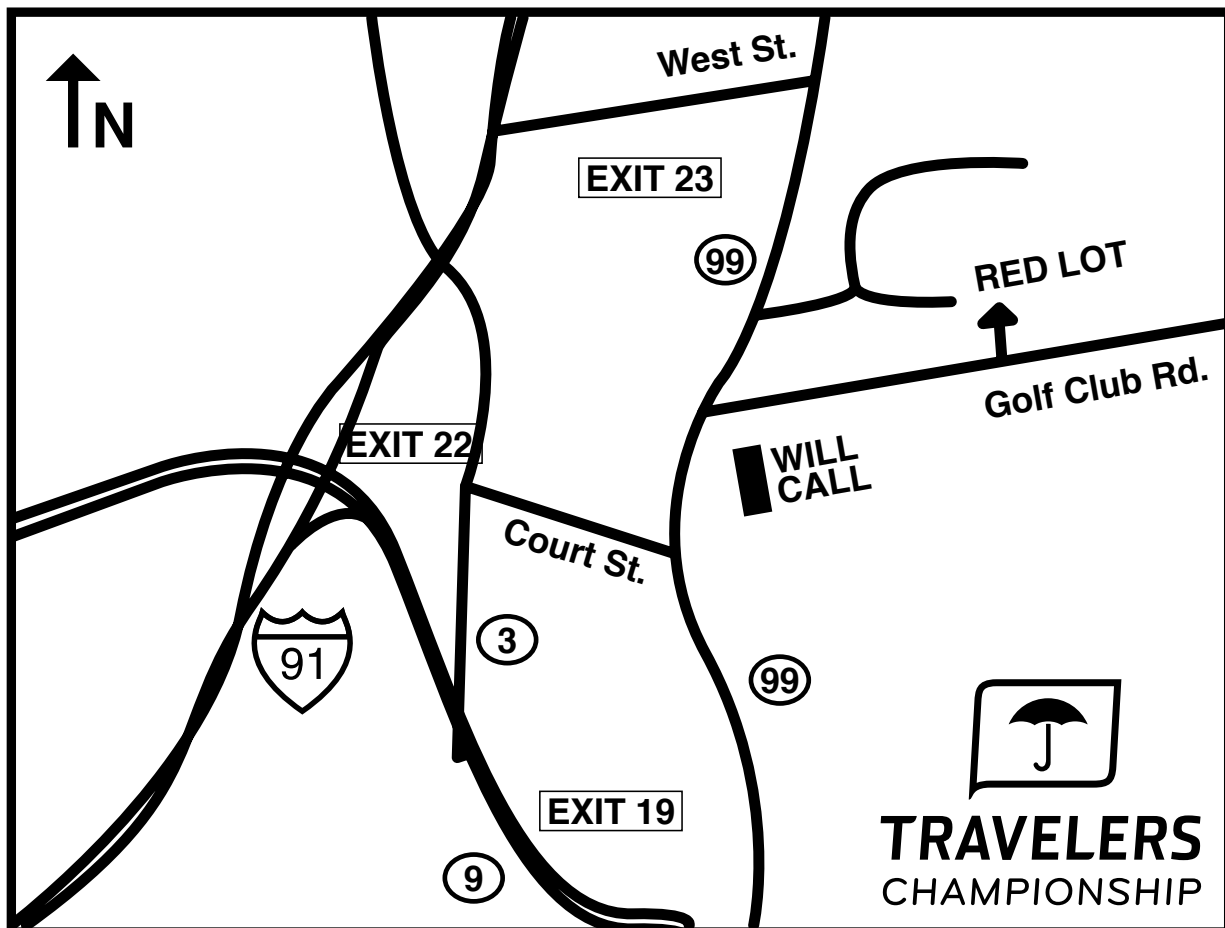 West St.
N
EXIT 23
99
RED LOT
Golf Club Rd.
EXIT 22
WILL
CALL
Court St.
3
91
99
EXIT 19
9
TRAVELERS
CHAMPIONSHIP